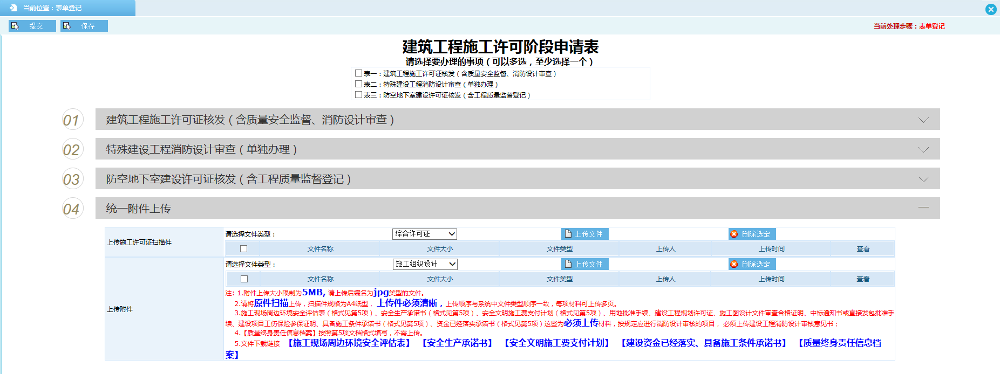 当前位置：表单登记
提交 保存 当前处理步骤：表单登记
建筑工程施工许可阶段申请表
请选择要办理的事项（可以多选，至少选择一个）
表一：建筑工程施工许可证核发（含质量安全监督、消防设计审查）
表二：特殊建设工程消防设计审查（单独办理）
表三：防空地下室建设许可证核发（含工程质量监督登记）
01 建筑工程施工许可证核发（含质量安全监督、消防设计审查）
02 特殊建设工程消防设计审查（单独办理）
03 防空地下室建设许可证核发（含工程质量监督登记）
04 统一附件上传
上传施工许可证扫描件
请选择文件类型： 综合许可证 上传文件 删除选定
文件名称 文件大小 文件类型 上传人 上传时间 查看
上传附件
请选择文件类型： 施工组织设计 上传文件 删除选定
文件名称 文件大小 文件类型 上传人 上传时间 查看
注: 1.附件上传大小限制为5MB, 请上传后缀名为jpg类型的文件。
2.请将原件扫描上传，扫描件规格为A4纸型， 上传件必须清晰，上传顺序与系统中文件类型顺序一致，每项材料可上传多页。
3.施工现场周边环境安全评估表（格式见第5项）、安全生产承诺书（格式见第5项）、安全文明施工费支付计划（格式见第5项）、用地批准手续、建设工程规划许可证、施工图设计文件审查合格证明、中标通知书或直接发包批准手
续、建设项目工伤保险参保证明、具备施工条件承诺书（格式见第5项）、资金已经落实承诺书（格式见第5项）这些为必须上传材料，按规定应进行消防设计审核的项目， 必须上传建设工程消防设计审核意见书；
4.【质量终身责任信息档案】按照第5项文档格式填写，不需上传。
5.文件下载链接 【施工现场周边环境安全评估表】 【安全生产承诺书】 【安全文明施工费支付计划】 【建设资金已经落实、具备施工条件承诺书】 【质量终身责任信息档
案】